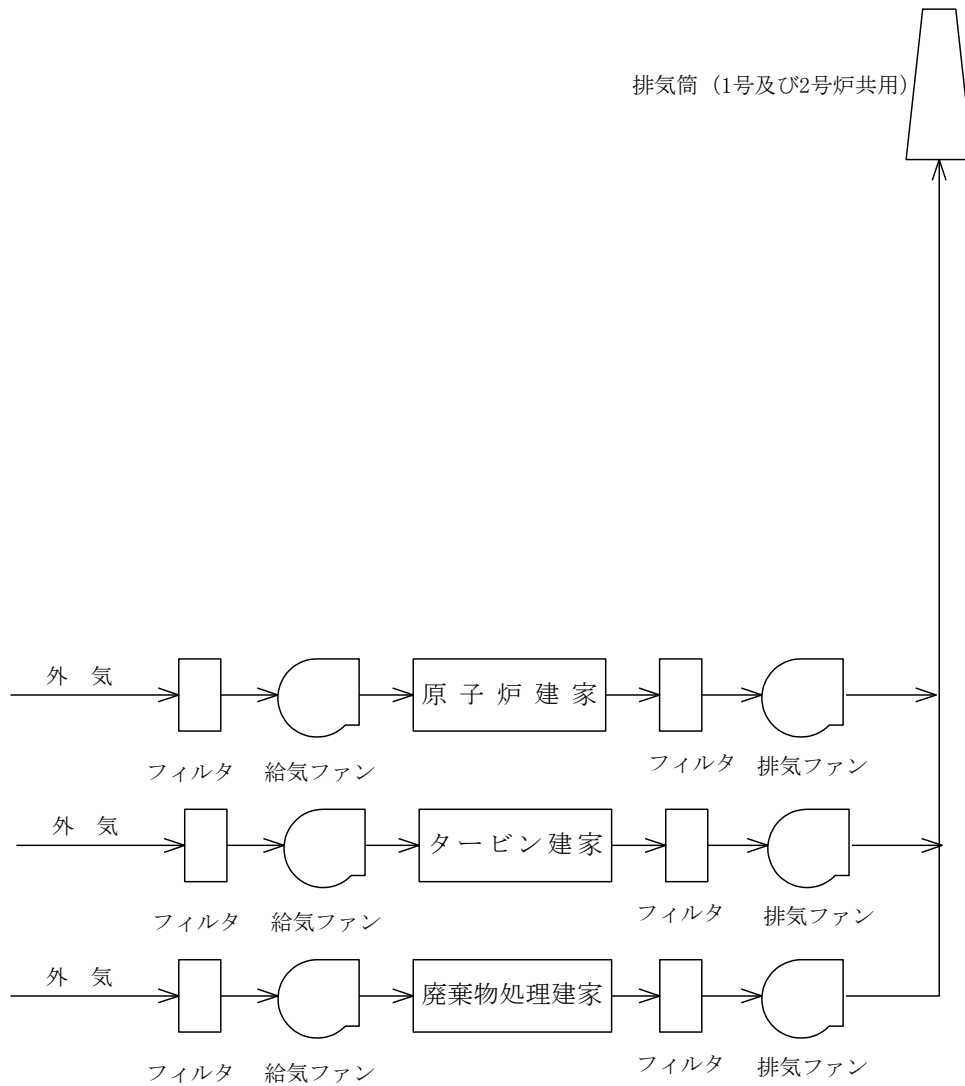 排気筒（1号及び2号炉共用）
外　気
原 子 炉 建 家
フィルタ　給気ファン　フィルタ　排気ファン
外　気
タービン建家
フィルタ　給気ファン　フィルタ　排気ファン
外　気
廃棄物処理建家
フィルタ　給気ファン　フィルタ　排気ファン